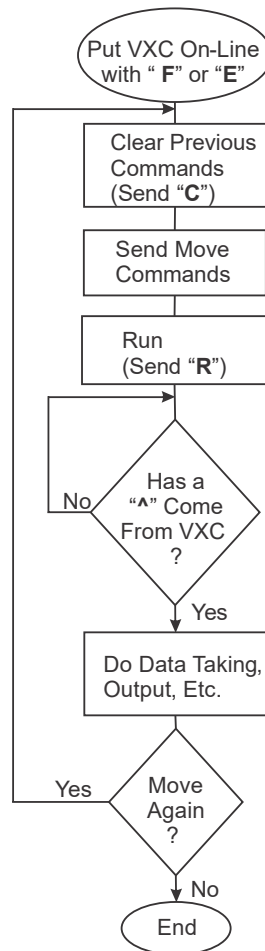 Put VXC On-Line
with “ F” or “E”
Clear Previous
Commands
(Send “C”)
Send Move
Commands
Run
(Send “R”)
Has a
“^” Come
From VXC
?
No
Yes
Do Data Taking,
Output, Etc.
Yes
Move
Again
?
No
End